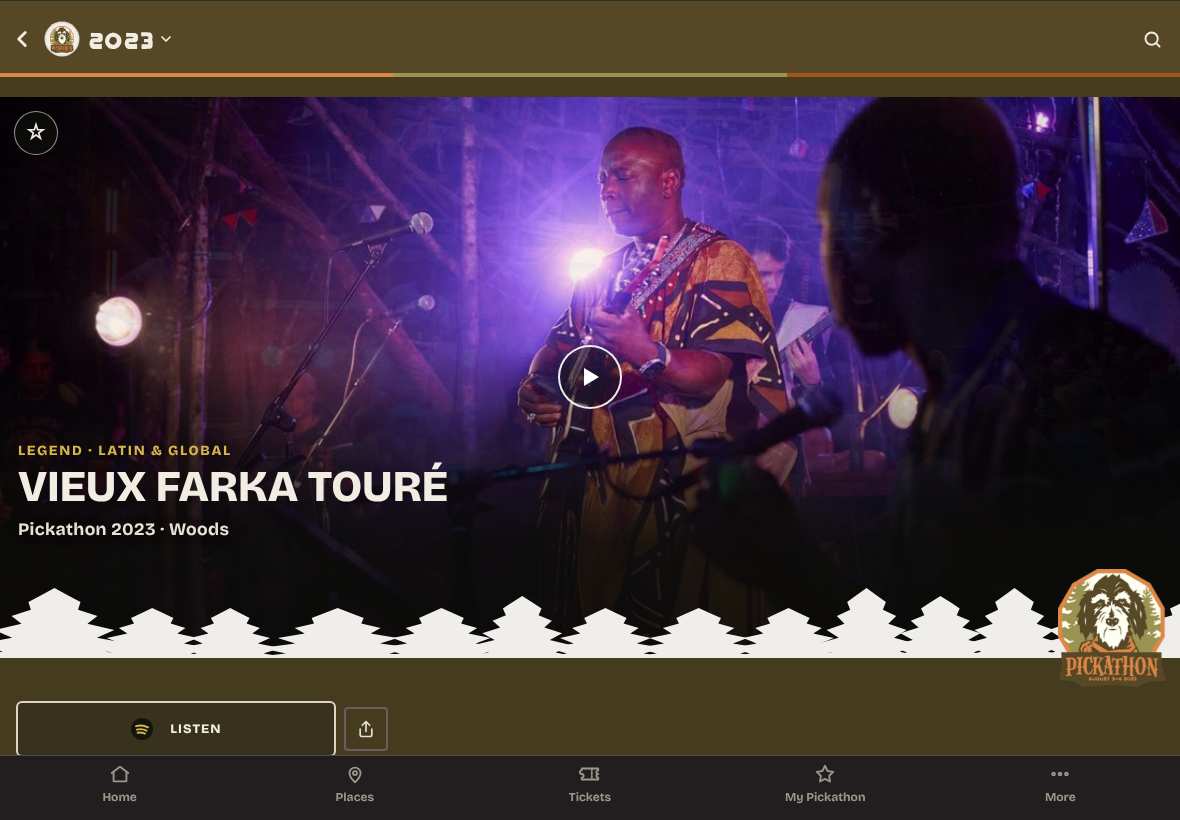 2023
LEGEND · LATIN & GLOBAL
VIEUX FARKA TOURÉ
Pickathon 2023 · Woods
PICKATHON
LISTEN
Home
Places
Tickets
My Pickathon
More